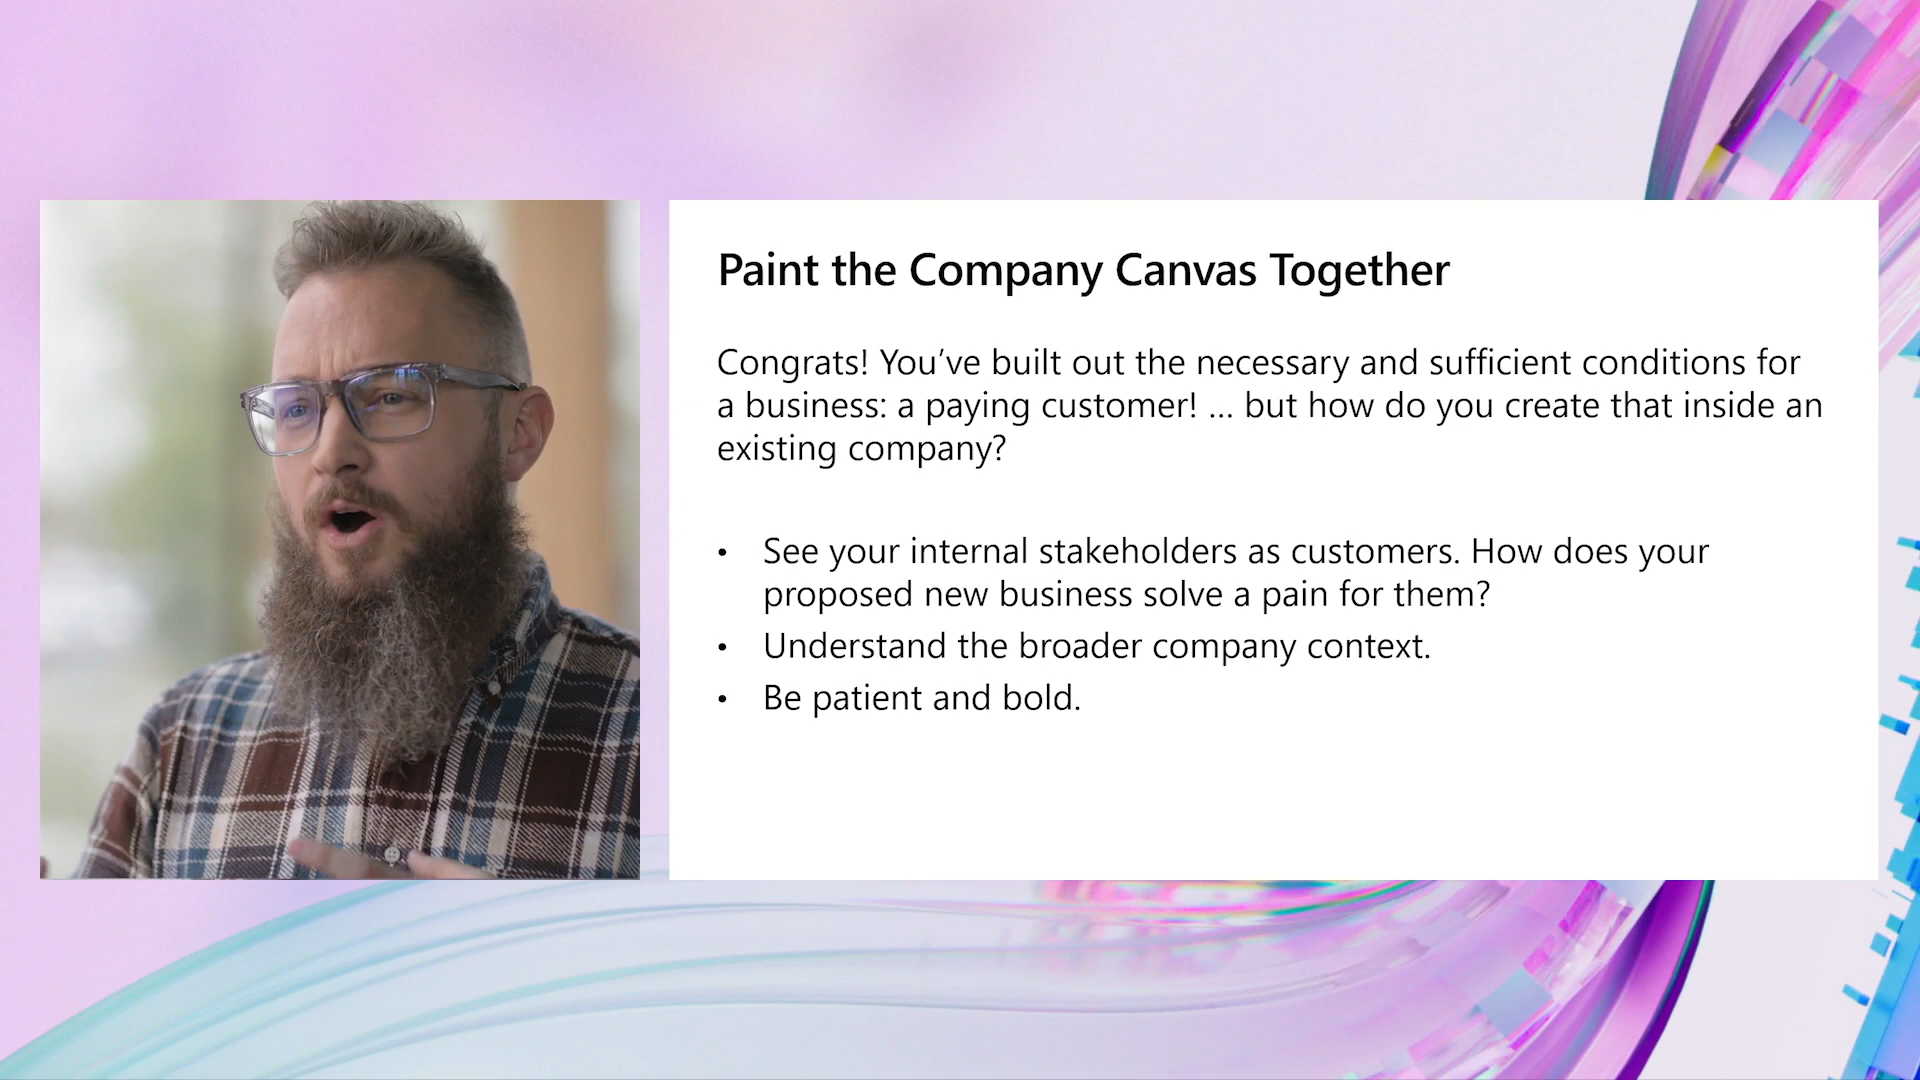 Paint the Company Canvas Together
Congrats! You’ve built out the necessary and sufficient conditions for
a business: a paying customer! ... but how do you create that inside an
existing company?
• See your internal stakeholders as customers. How does your
proposed new business solve a pain for them?
• Understand the broader company context.
• Be patient and bold.